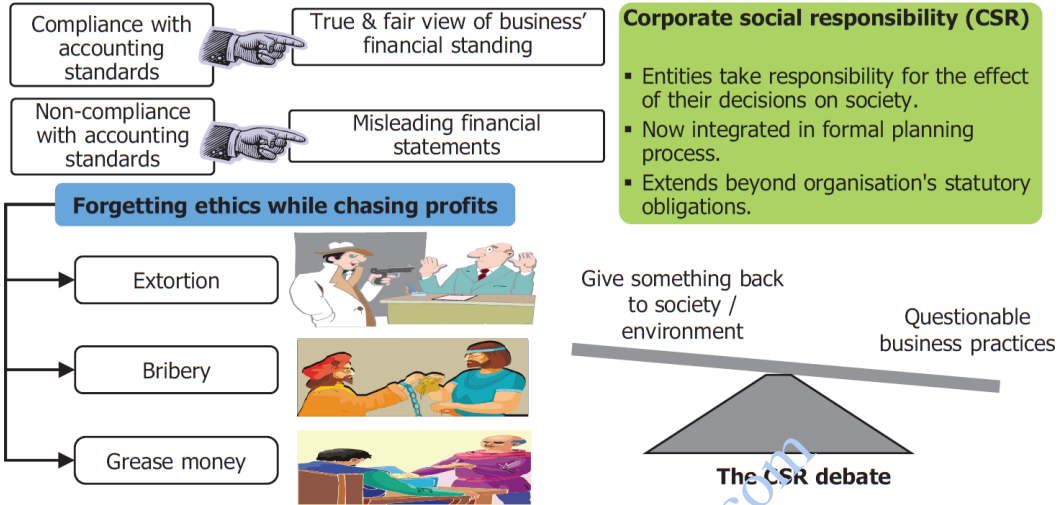 Compliance with
accounting
standards
True & fair view of business’
financial standing
Non-compliance
with accounting
standards
Misleading financial
statements
Corporate social responsibility (CSR)
▪ Entities take responsibility for the effect
of their decisions on society.
▪ Now integrated in formal planning
process.
▪ Extends beyond organisation's statutory
obligations.
Forgetting ethics while chasing profits
Extortion
Bribery
Grease money
Give something back
to society /
environment
Questionable
business practices
The CSR debate
.com